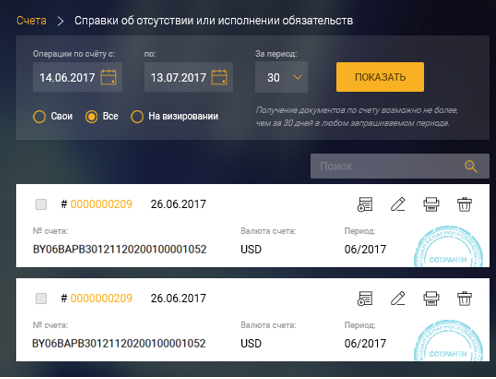 Счета > Справки об отсутствии или исполнении обязательств
Операции по счёту с: по: За период:
14.06.2017 13.07.2017 30 ПОКАЗАТЬ
Свои Все На визировании
Получение документов по счету возможно не более,
чем за 30 дней в любом запрашиваемом периоде.
Поиск
# 0000000209 26.06.2017
№ счета: Валюта счета: Период:
BY06BAPB30121120200100001052 USD 06/2017
СОХРАНЕН
# 0000000209 26.06.2017
№ счета: Валюта счета: Период:
BY06BAPB30121120200100001052 USD 06/2017
СОХРАНЕН